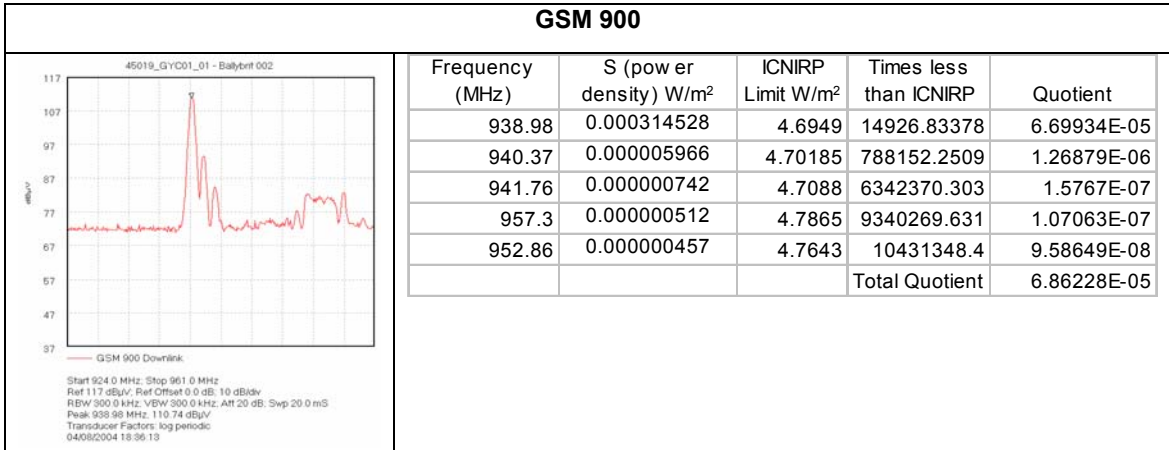 GSM 900
45019_GYC01_01 - Ballybrit 002
117
107
97
87
77
67
57
47
37
dBµV
GSM 900 Downlink
Start 924.0 MHz; Stop 961.0 MHz
Ref 117 dBµV; Ref Offset 0.0 dB; 10 dB/div
RBW 300.0 kHz; VBW 300.0 kHz; Att 20 dB; Swp 20.0 mS
Peak 938.98 MHz, 110.74 dBµV
Transducer Factors: log periodic
04/08/2004 18:36:13
Frequency (MHz) S (pow er density) W/m² ICNIRP Limit W/m² Times less than ICNIRP Quotient
938.98 0.000314528 4.6949 14926.83378 6.69934E-05
940.37 0.000005966 4.70185 788152.2509 1.26879E-06
941.76 0.000000742 4.7088 6342370.303 1.5767E-07
957.3 0.000000512 4.7865 9340269.631 1.07063E-07
952.86 0.000000457 4.7643 10431348.4 9.58649E-08
Total Quotient 6.86228E-05